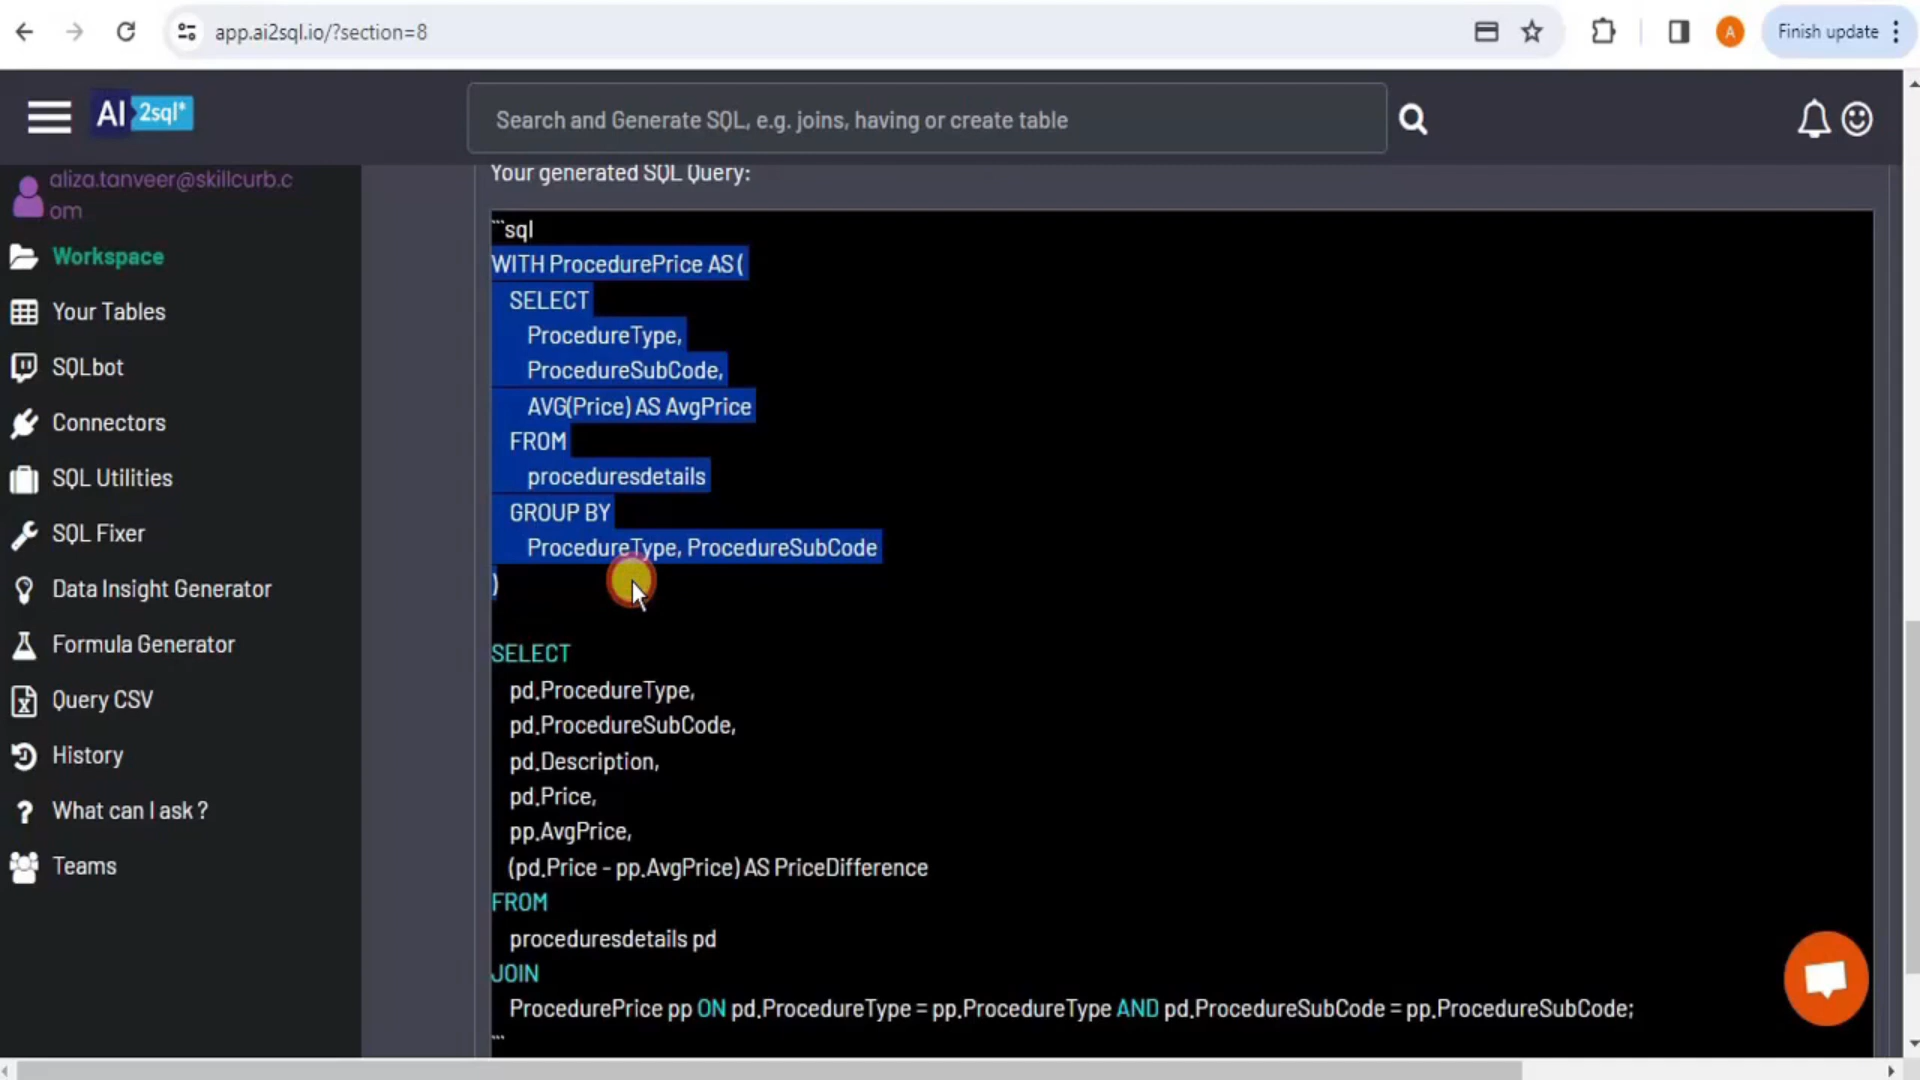 app.ai2sql.io/?section=8
A
Finish update
AI 2sql*
Search and Generate SQL, e.g. joins, having or create table
aliza.tanveer@skillcurb.c
om
Workspace
Your Tables
SQLbot
Connectors
SQL Utilities
SQL Fixer
Data Insight Generator
Formula Generator
Query CSV
History
What can I ask ?
Teams
Your generated SQL Query:
```sql
WITH ProcedurePrice AS (
SELECT
ProcedureType,
ProcedureSubCode,
AVG(Price) AS AvgPrice
FROM
proceduresdetails
GROUP BY
ProcedureType, ProcedureSubCode
)
SELECT
pd.ProcedureType,
pd.ProcedureSubCode,
pd.Description,
pd.Price,
pp.AvgPrice,
(pd.Price - pp.AvgPrice) AS PriceDifference
FROM
proceduresdetails pd
JOIN
ProcedurePrice pp ON pd.ProcedureType = pp.ProcedureType AND pd.ProcedureSubCode = pp.ProcedureSubCode;
```